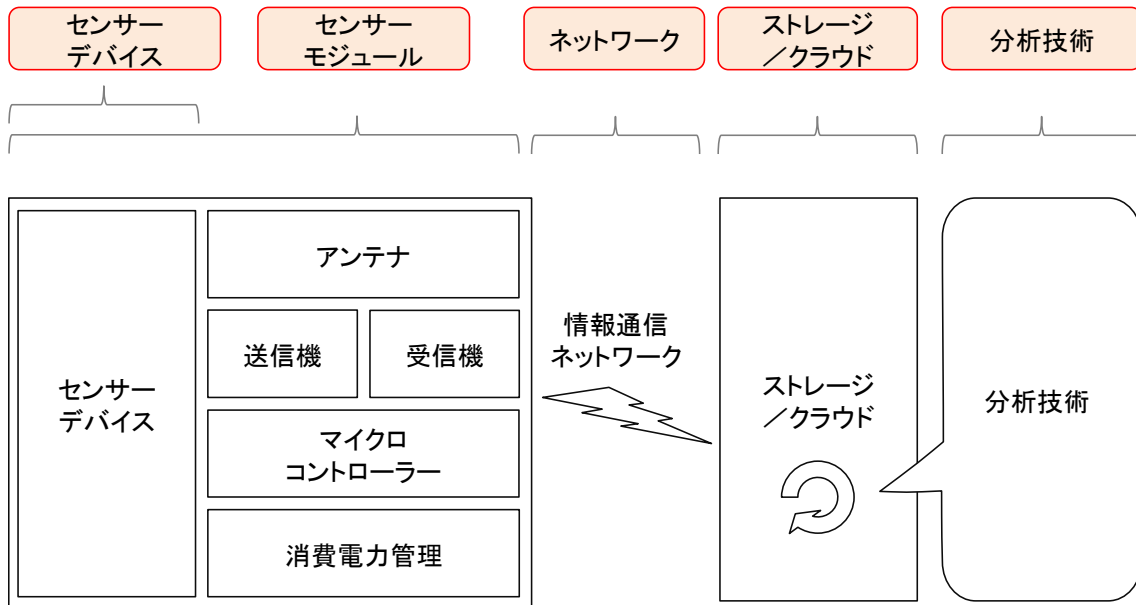 センサー
デバイス
センサー
モジュール
ネットワーク
ストレージ
／クラウド
分析技術
センサー
デバイス
アンテナ
送信機
受信機
マイクロ
コントローラー
消費電力管理
情報通信
ネットワーク
ストレージ
／クラウド
分析技術